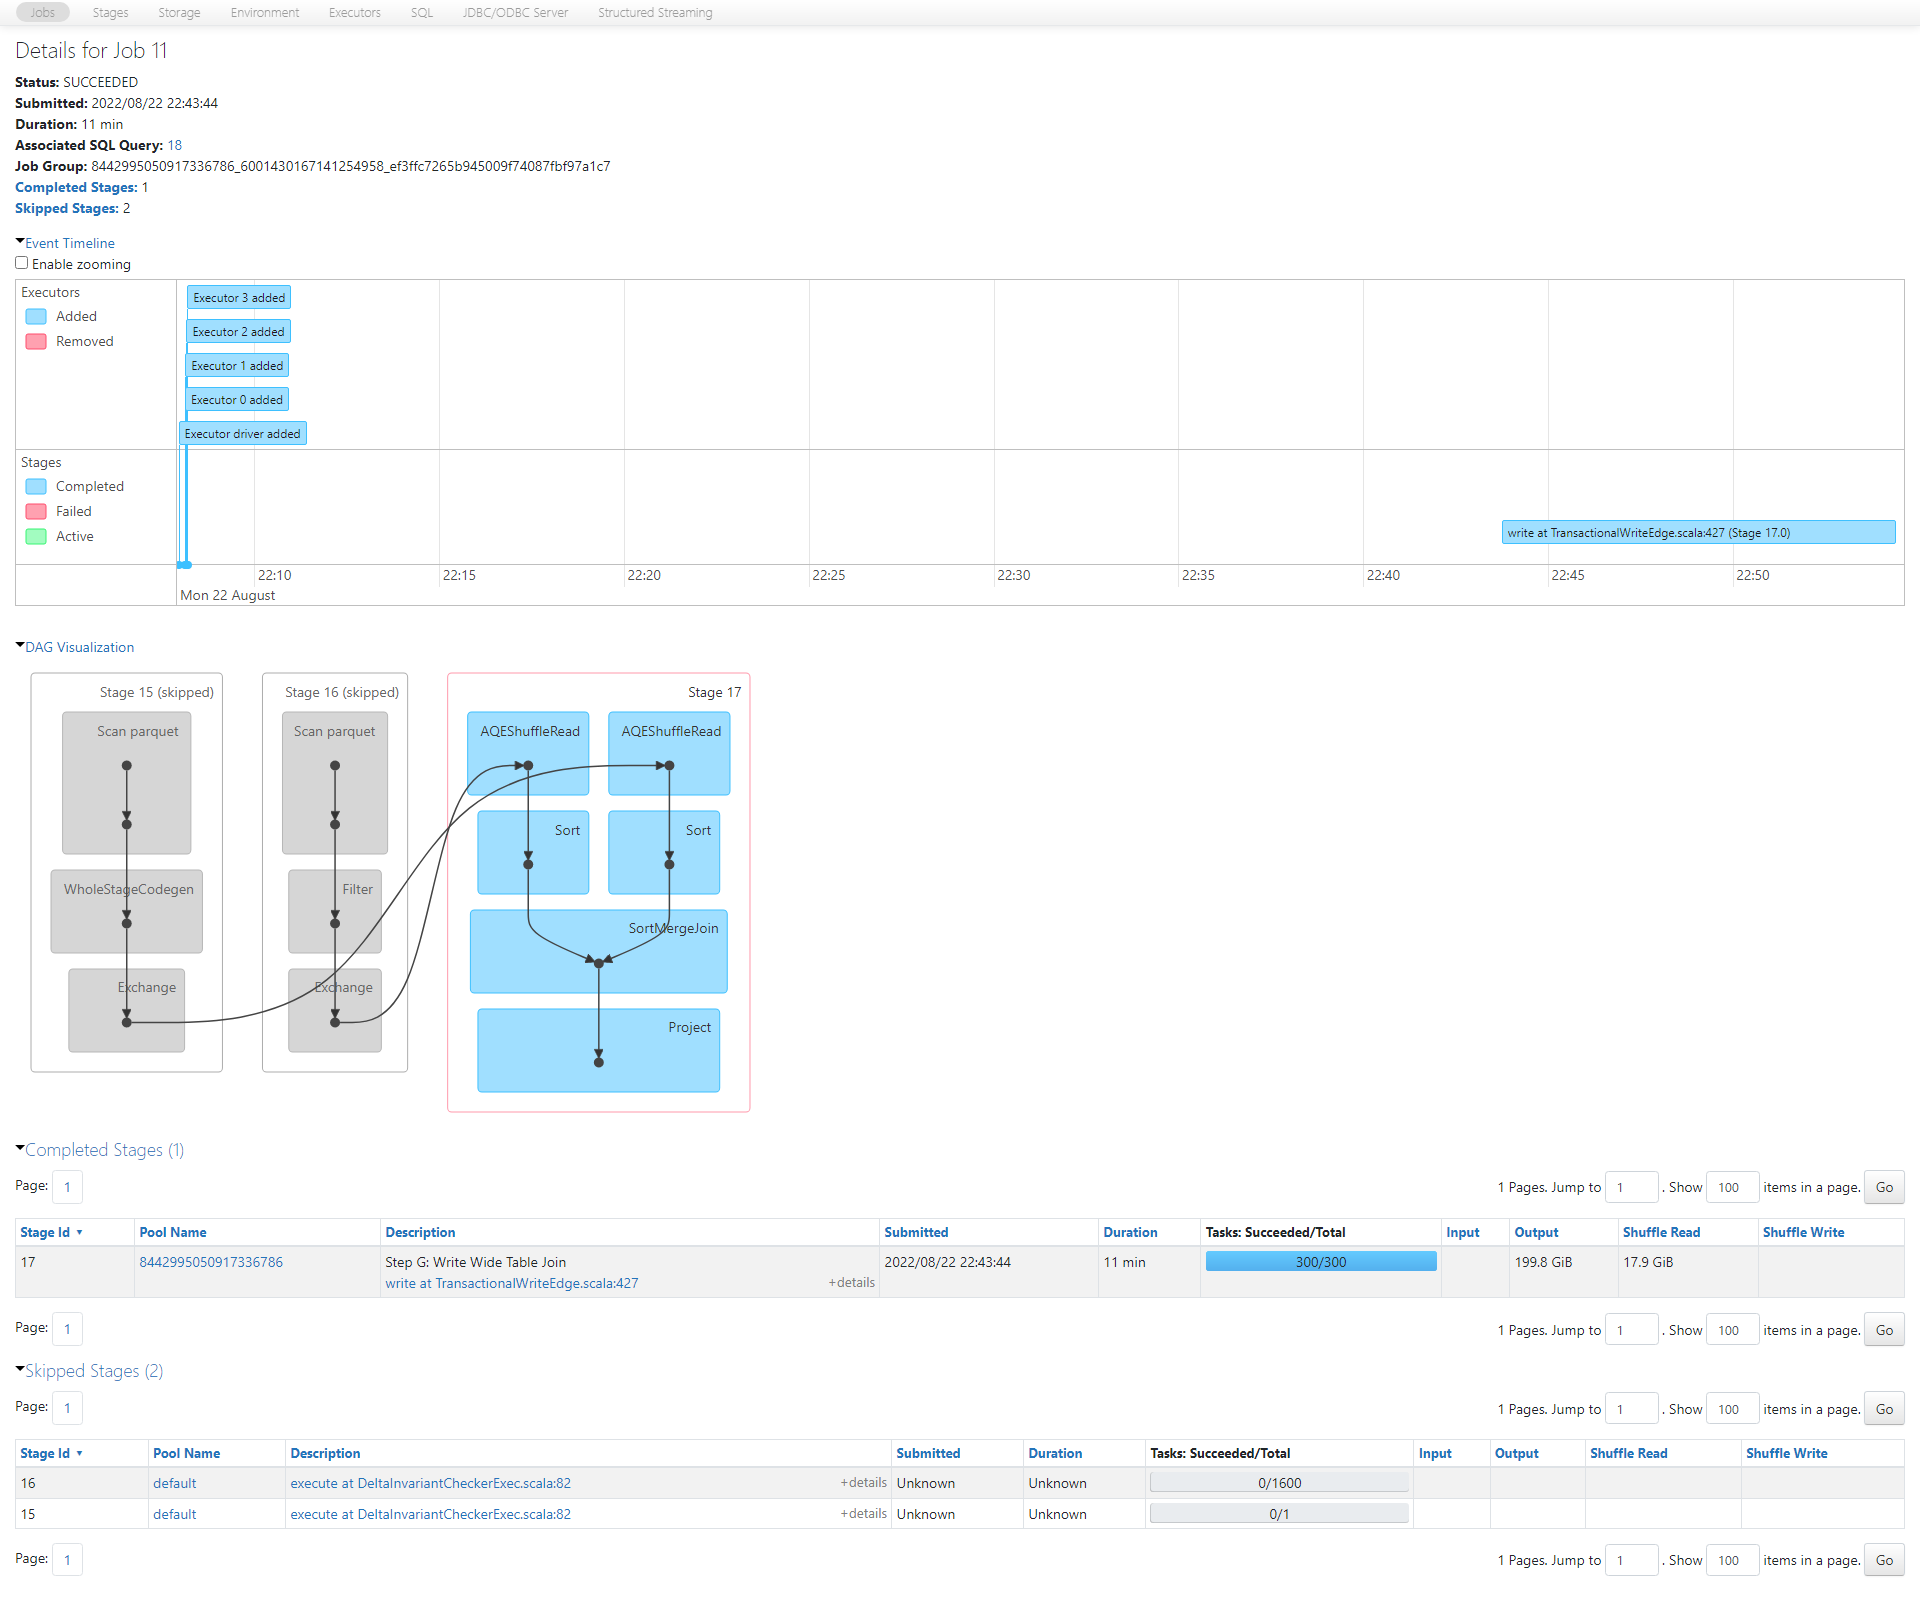 Jobs Stages Storage Environment Executors SQL JDBC/ODBC Server Structured Streaming
Details for Job 11
Status: SUCCEEDED
Submitted: 2022/08/22 22:43:44
Duration: 11 min
Associated SQL Query: 18
Job Group: 8442995050917336786_6001430167141254958_ef3ffc7265b945009f74087fbf97a1c7
Completed Stages: 1
Skipped Stages: 2
Event Timeline
Enable zooming
Executors
Added
Removed
Executor 3 added
Executor 2 added
Executor 1 added
Executor 0 added
Executor driver added
Stages
Completed
Failed
Active
write at TransactionalWriteEdge.scala:427 (Stage 17.0)
22:10 22:15 22:20 22:25 22:30 22:35 22:40 22:45 22:50
Mon 22 August
DAG Visualization
Stage 15 (skipped)
Scan parquet
WholeStageCodegen
Exchange
Stage 16 (skipped)
Scan parquet
Filter
Exchange
Stage 17
AQEShuffleRead AQEShuffleRead
Sort Sort
SortMergeJoin
Project
Completed Stages (1)
Page: 1 1 Pages. Jump to 1 . Show 100 items in a page. Go
Stage Id Pool Name Description Submitted Duration Tasks: Succeeded/Total Input Output Shuffle Read Shuffle Write
17 8442995050917336786 Step G: Write Wide Table Join 2022/08/22 22:43:44 11 min 300/300 199.8 GiB 17.9 GiB
write at TransactionalWriteEdge.scala:427 +details
Page: 1 1 Pages. Jump to 1 . Show 100 items in a page. Go
Skipped Stages (2)
Page: 1 1 Pages. Jump to 1 . Show 100 items in a page. Go
Stage Id Pool Name Description Submitted Duration Tasks: Succeeded/Total Input Output Shuffle Read Shuffle Write
16 default execute at DeltaInvariantCheckerExec.scala:82 +details Unknown Unknown 0/1600
15 default execute at DeltaInvariantCheckerExec.scala:82 +details Unknown Unknown 0/1
Page: 1 1 Pages. Jump to 1 . Show 100 items in a page. Go